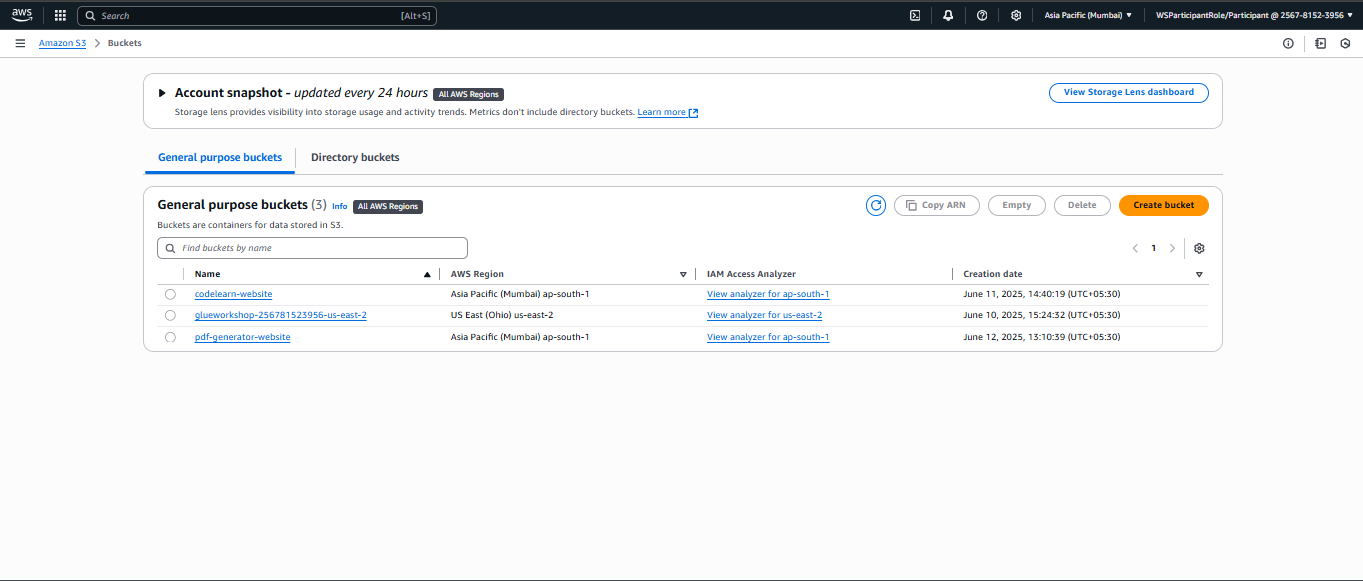 aws Search [Alt+S] Asia Pacific (Mumbai) WSParticipantRole/Participant @ 2567-8152-3956
Amazon S3 Buckets
Account snapshot - updated every 24 hours All AWS Regions View Storage Lens dashboard
Storage lens provides visibility into storage usage and activity trends. Metrics don't include directory buckets. Learn more
General purpose buckets Directory buckets
General purpose buckets (3) Info All AWS Regions Copy ARN Empty Delete Create bucket
Buckets are containers for data stored in S3.
Find buckets by name 1
Name AWS Region IAM Access Analyzer Creation date
codelearn-website Asia Pacific (Mumbai) ap-south-1 View analyzer for ap-south-1 June 11, 2025, 14:40:19 (UTC+05:30)
glueworkshop-256781523956-us-east-2 US East (Ohio) us-east-2 View analyzer for us-east-2 June 10, 2025, 15:24:32 (UTC+05:30)
pdf-generator-website Asia Pacific (Mumbai) ap-south-1 View analyzer for ap-south-1 June 12, 2025, 13:10:39 (UTC+05:30)